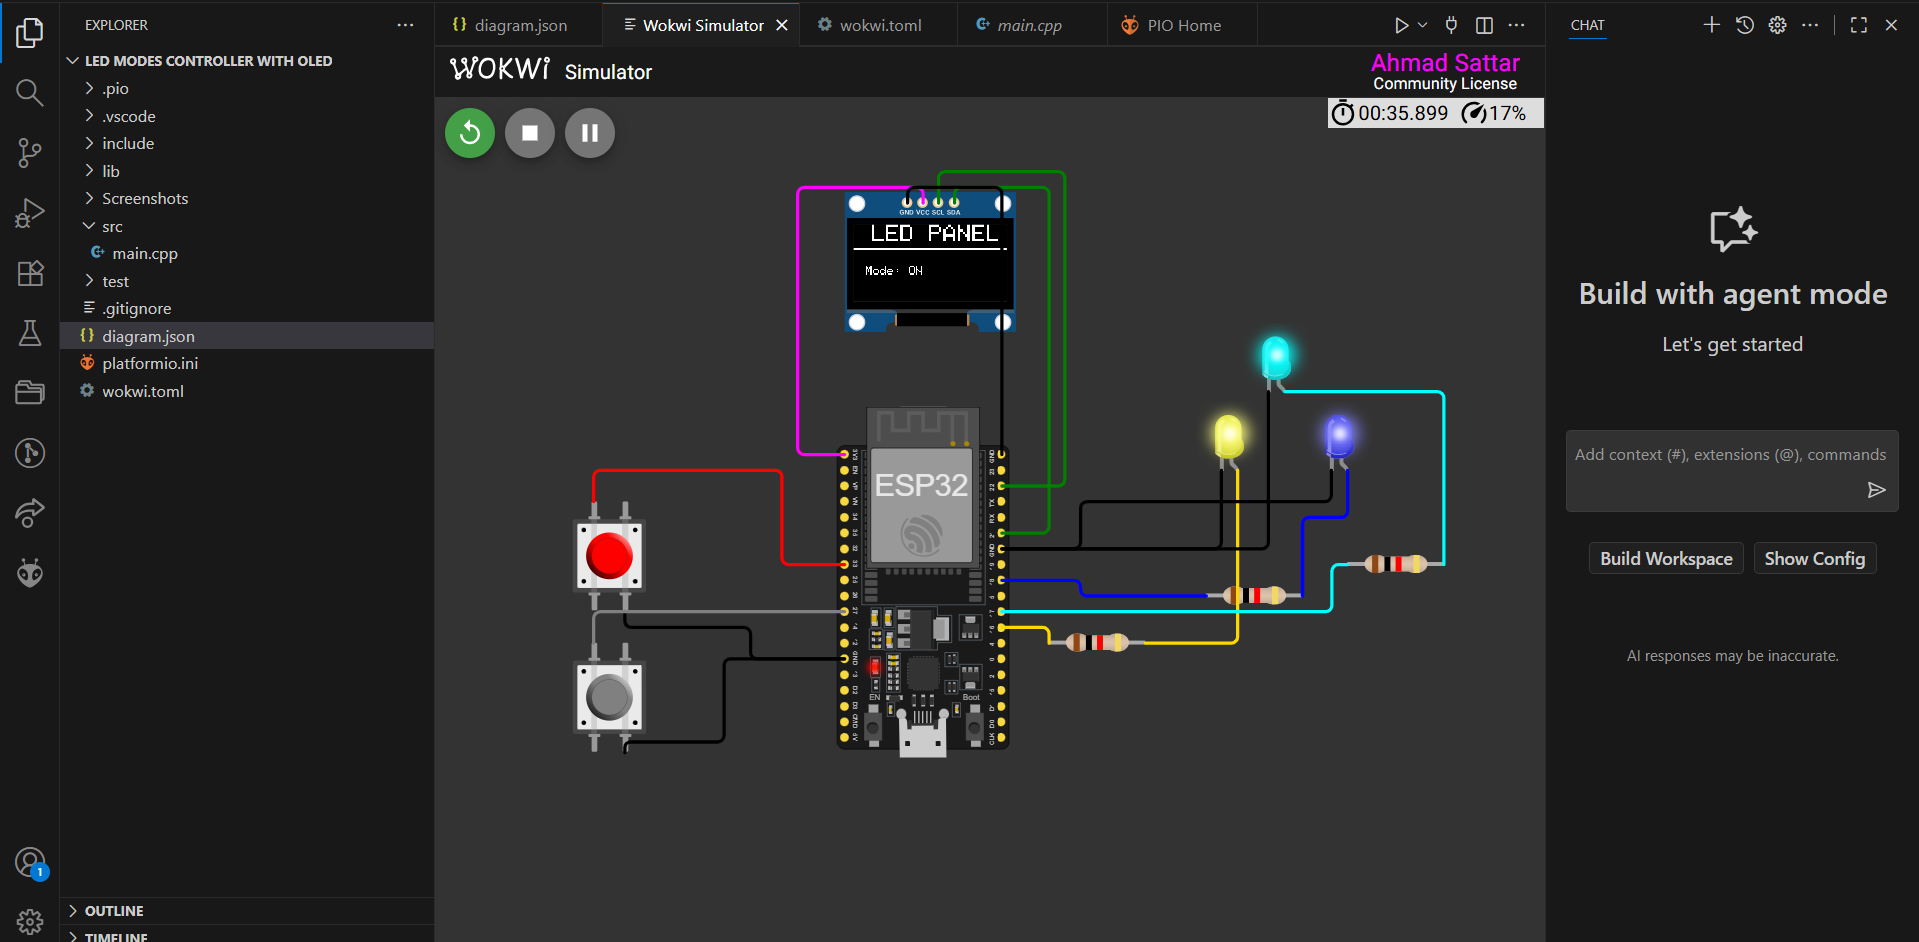 EXPLORER
LED MODES CONTROLLER WITH OLED
.pio
.vscode
include
lib
Screenshots
src
main.cpp
test
.gitignore
diagram.json
platformio.ini
wokwi.toml
OUTLINE
TIMELINE
1
diagram.json
Wokwi Simulator
wokwi.toml
main.cpp
PIO Home
WOKWI Simulator
Ahmad Sattar
Community License
00:35.899 17%
GND VCC SCL SDA
LED PANEL
Mode: ON
ESP32
EN
Boot
CHAT
Build with agent mode
Let's get started
Add context (#), extensions (@), commands
Build Workspace
Show Config
AI responses may be inaccurate.